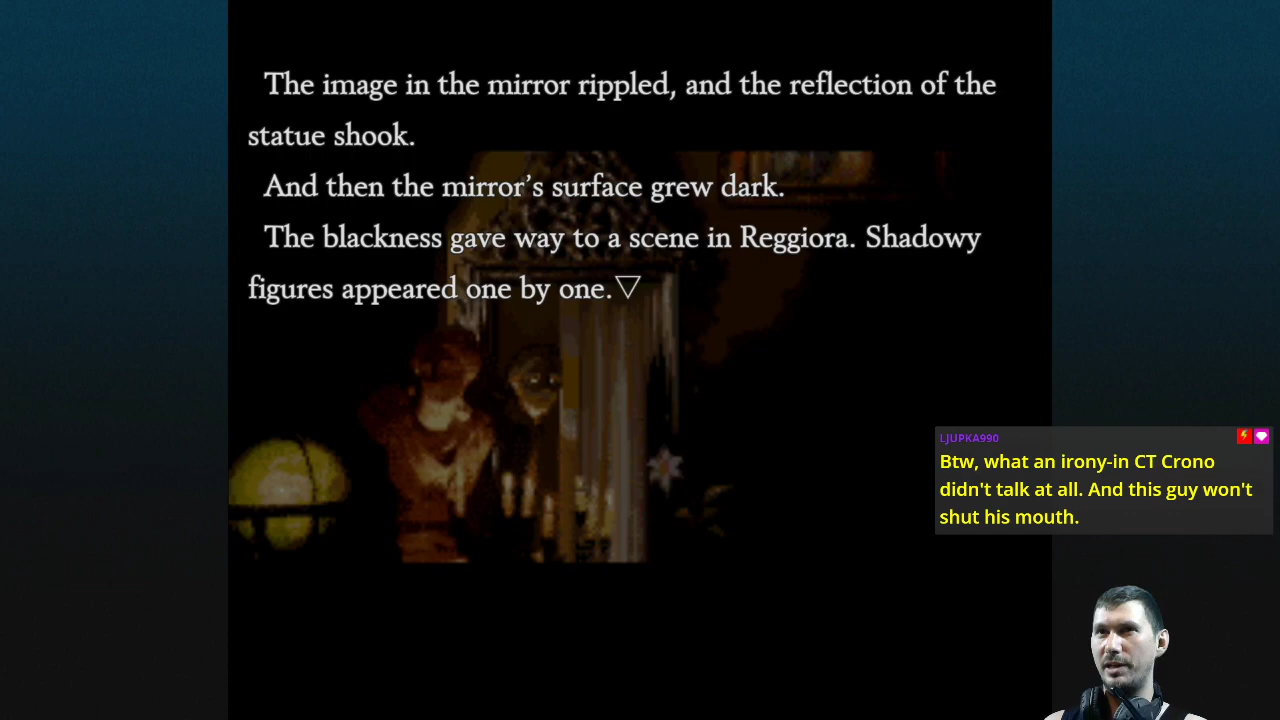 The image in the mirror rippled, and the reflection of the
statue shook.
And then the mirror's surface grew dark.
The blackness gave way to a scene in Reggiora. Shadowy
figures appeared one by one.▽
LJUPKA990
Btw, what an irony-in CT Crono
didn't talk at all. And this guy won't
shut his mouth.